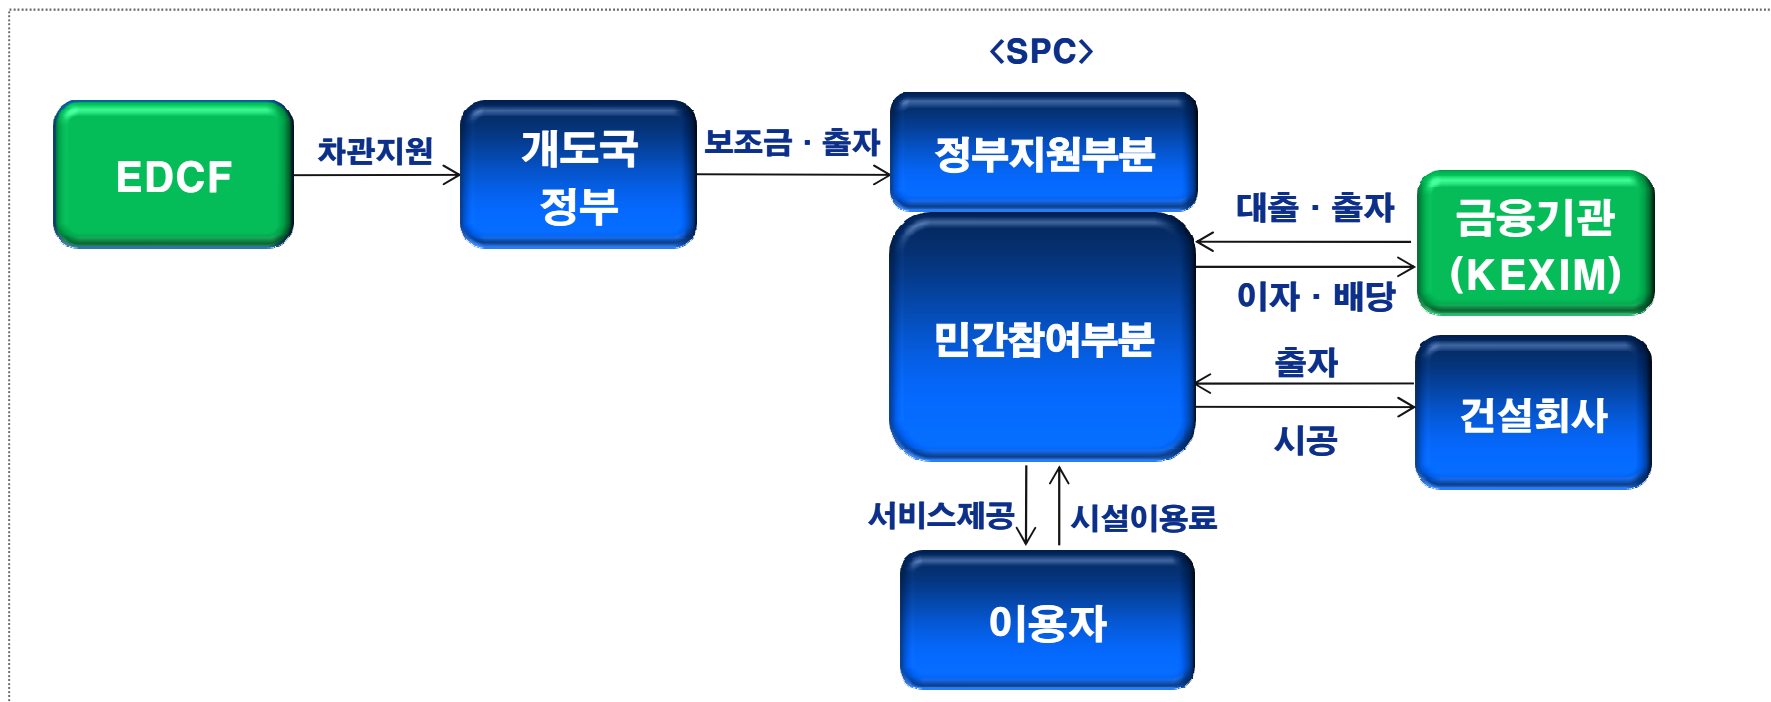 <SPC>
EDCF
차관지원
개도국
정부
보조금 · 출자
정부지원부분
대출 · 출자
금융기관
(KEXIM)
이자 · 배당
민간참여부분
출자
건설회사
시공
서비스제공
시설이용료
이용자